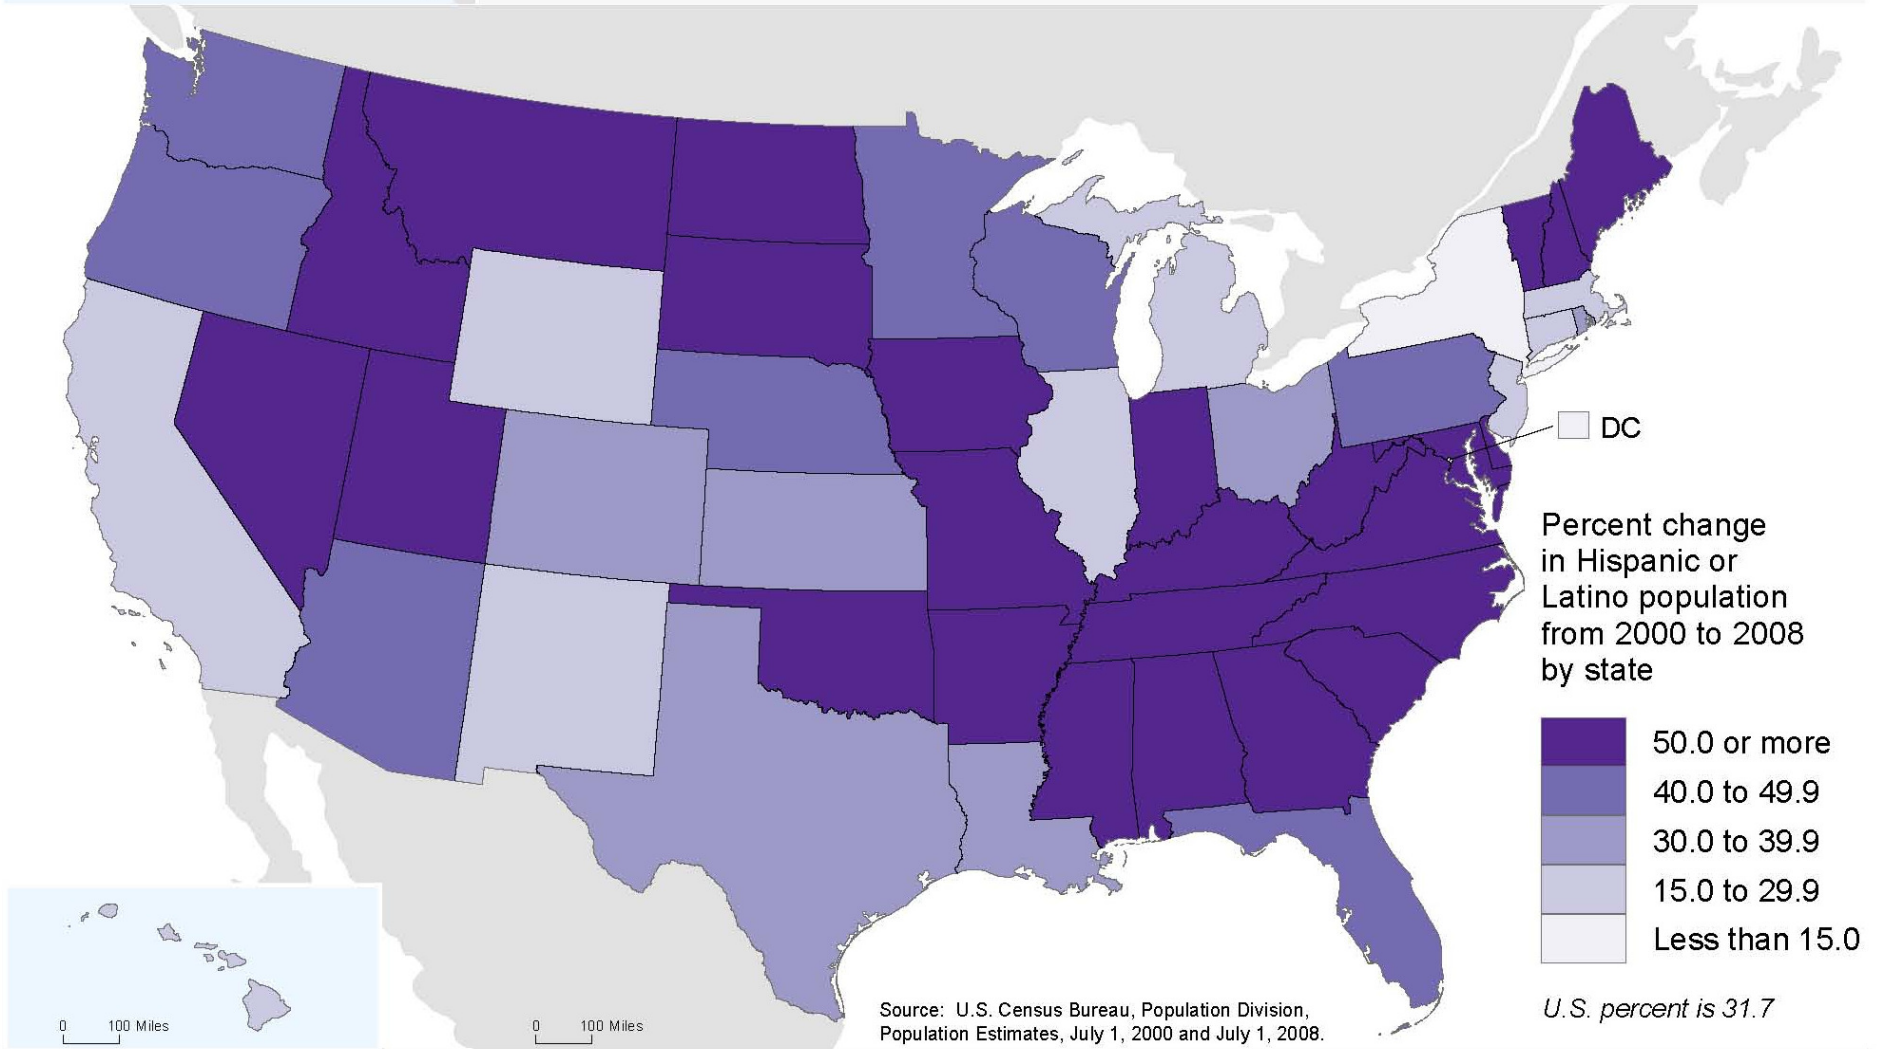 DC
Percent change
in Hispanic or
Latino population
from 2000 to 2008
by state
50.0 or more
40.0 to 49.9
30.0 to 39.9
15.0 to 29.9
Less than 15.0
U.S. percent is 31.7
0 100 Miles
0 100 Miles
Source: U.S. Census Bureau, Population Division,
Population Estimates, July 1, 2000 and July 1, 2008.